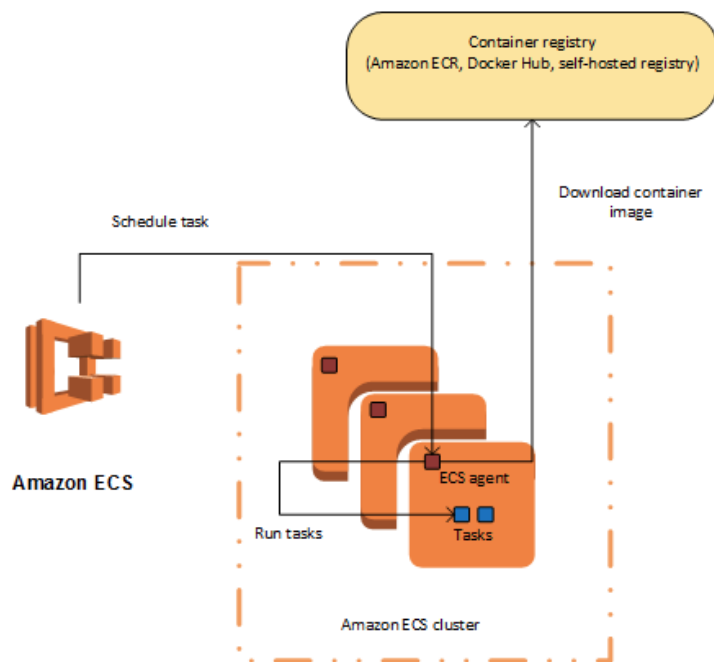 Container registry
(Amazon ECR, Docker Hub, self-hosted registry)
Download container
image
Schedule task
Amazon ECS
ECS agent
Run tasks
Tasks
Amazon ECS cluster